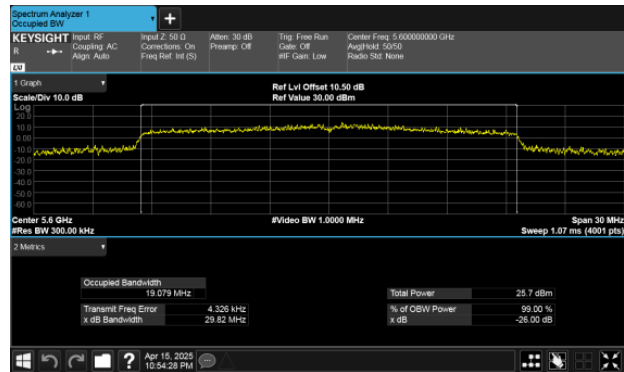 Spectrum Analyzer 1
Occupied BW
+
KEYSIGHT Input: RF Input Z: 50 Ω Atten: 30 dB Trig: Free Run Center Freq: 5.600000000 GHz
R Coupling: AC Corrections: On Preamp: Off Gate: Off Avg|Hold: 50/50
Align: Auto Freq Ref: Int (S) #IF Gain: Low Radio Std: None
LXI
1 Graph
Ref Lvl Offset 10.50 dB
Scale/Div 10.0 dB Ref Value 30.00 dBm
Log
20.0
10.0
0.00
-10.0
-20.0
-30.0
-40.0
-50.0
-60.0
Center 5.6 GHz #Video BW 1.0000 MHz Span 30 MHz
#Res BW 300.00 kHz Sweep 1.07 ms (4001 pts)
2 Metrics
Occupied Bandwidth
19.079 MHz Total Power 25.7 dBm
Transmit Freq Error 4.326 kHz % of OBW Power 99.00 %
x dB Bandwidth 29.82 MHz x dB -26.00 dB
? Apr 15, 2025
10:54:28 PM